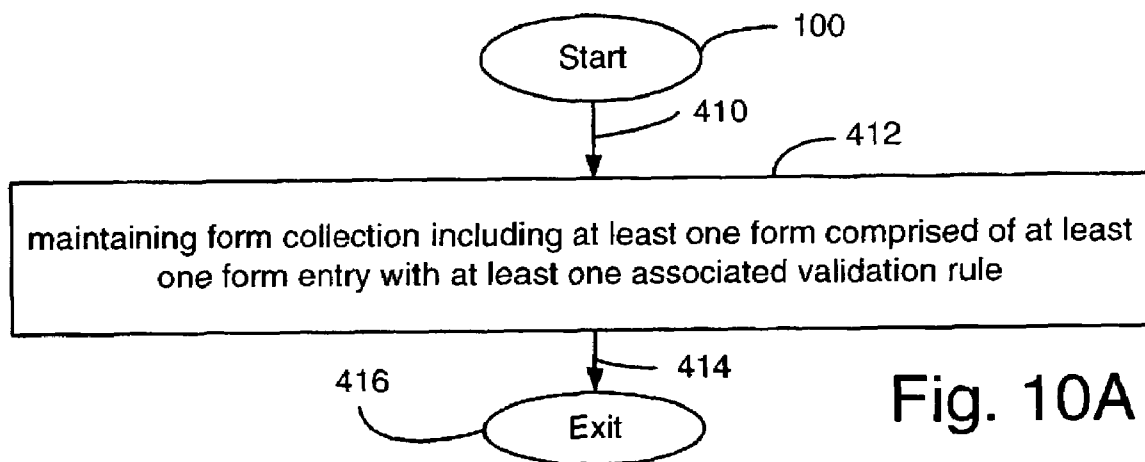 Start
100
410
412
maintaining form collection including at least one form comprised of at least
one form entry with at least one associated validation rule
414
416
Exit
Fig. 10A